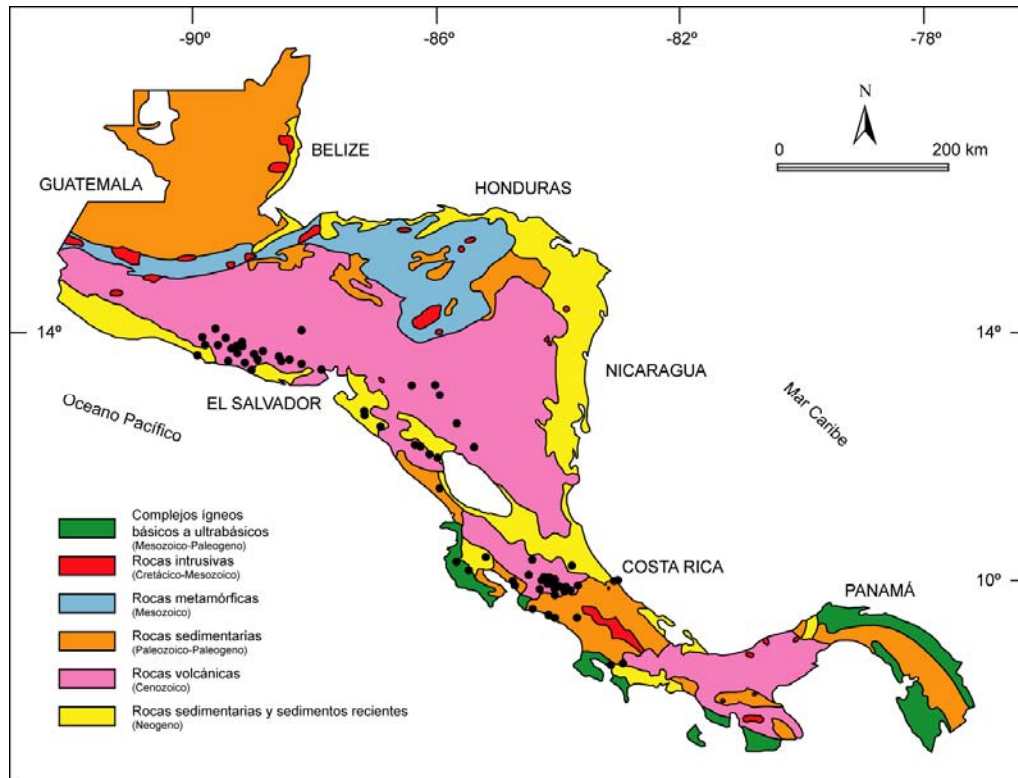 -90º
-86º
-82º
-78º
N
0 200 km
BELIZE
GUATEMALA
HONDURAS
14º
14º
NICARAGUA
EL SALVADOR
Oceano Pacífico
Mar Caribe
Complejos ígneos
básicos a ultrabásicos
(Mesozoico-Paleogeno)
Rocas intrusivas
(Cretácico-Mesozoico)
Rocas metamórficas
(Mesozoico)
Rocas sedimentarias
(Paleozoico-Paleogeno)
Rocas volcánicas
(Cenozoico)
Rocas sedimentarias y sedimentos recientes
(Neogeno)
COSTA RICA
10º
PANAMÁ